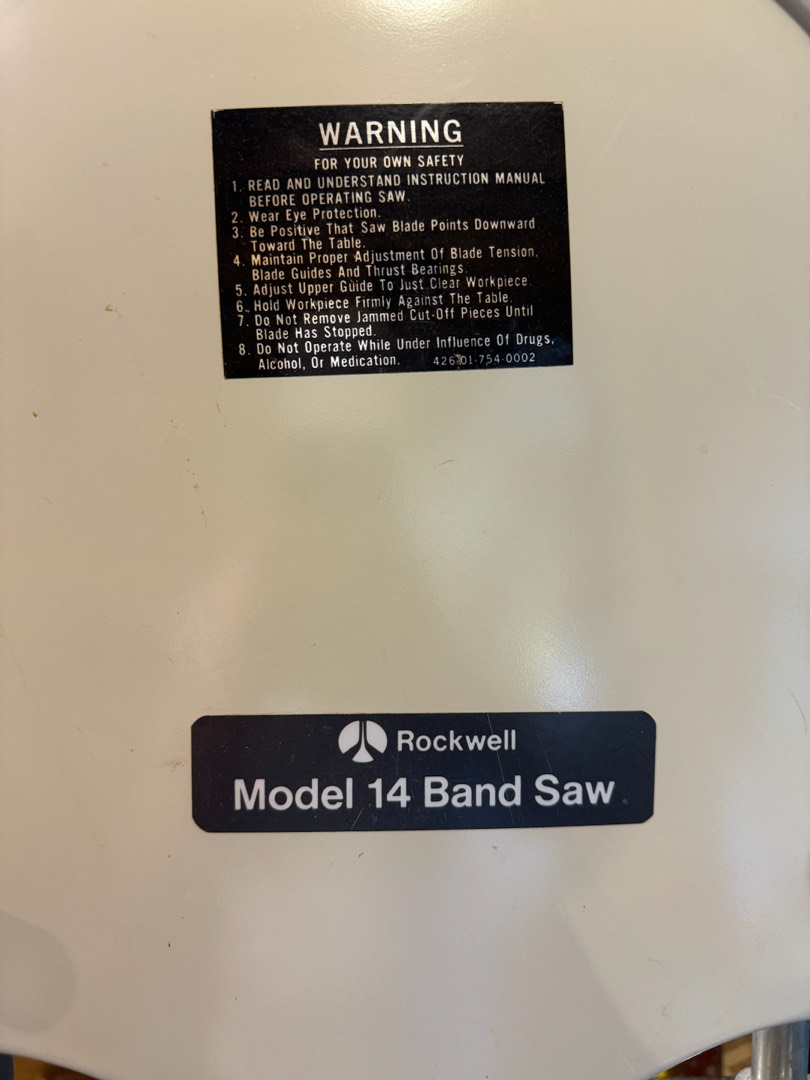 WARNING
FOR YOUR OWN SAFETY
1. READ AND UNDERSTAND INSTRUCTION MANUAL
BEFORE OPERATING SAW.
2. Wear Eye Protection.
3. Be Positive That Saw Blade Points Downward
Toward The Table.
4. Maintain Proper Adjustment Of Blade Tension,
Blade Guides And Thrust Bearings.
5. Adjust Upper Guide To Just Clear Workpiece.
6. Hold Workpiece Firmly Against The Table.
7. Do Not Remove Jammed Cut-Off Pieces Until
Blade Has Stopped.
8. Do Not Operate While Under Influence Of Drugs,
Alcohol, Or Medication. 426-01-754-0002
Rockwell
Model 14 Band Saw